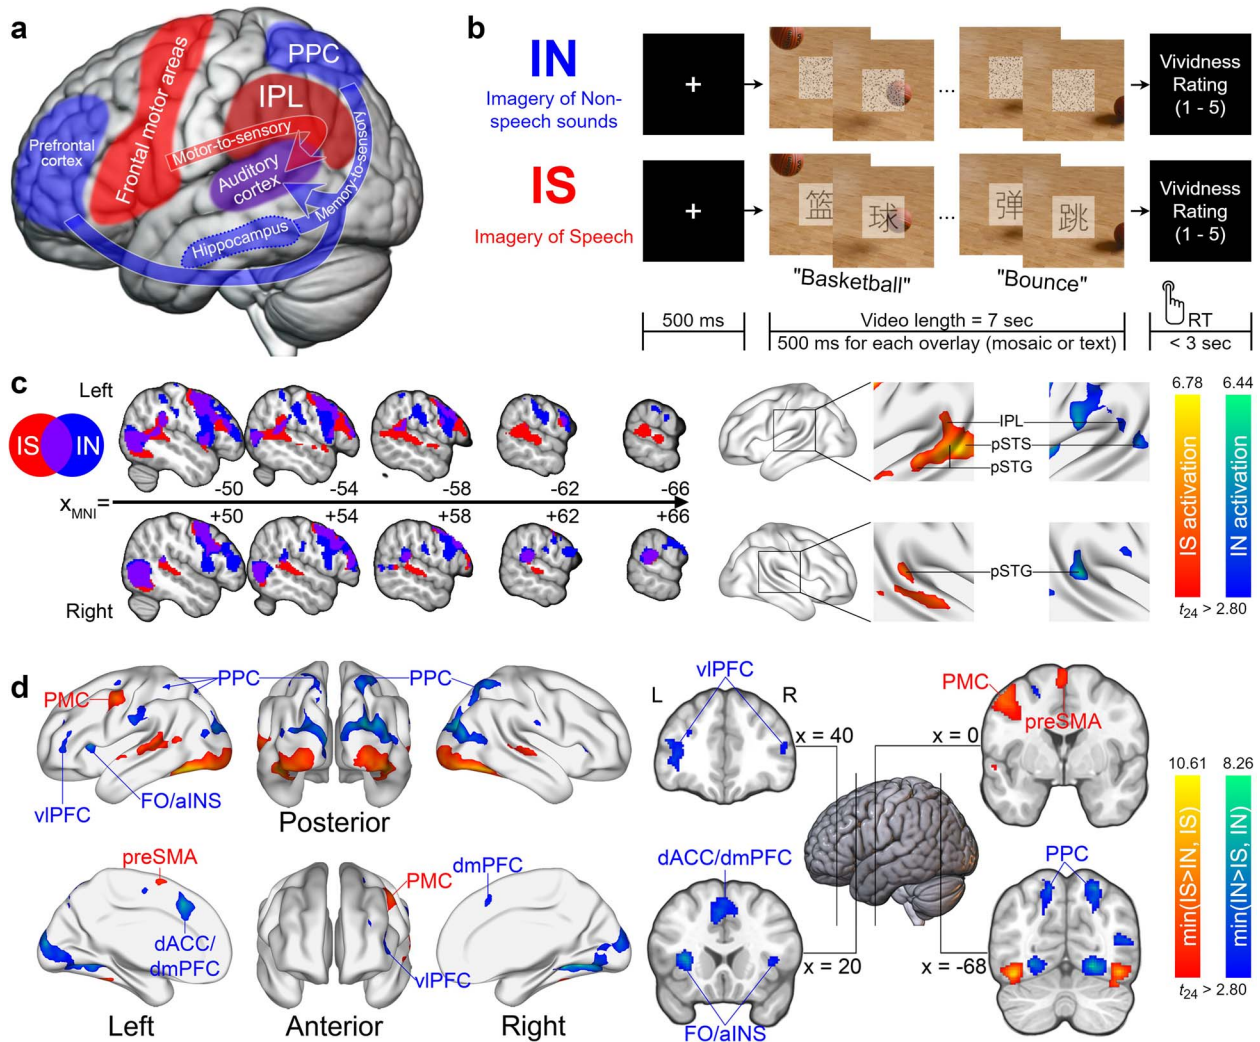 a
PPC
IPL
Frontal motor areas
Prefrontal
cortex
Motor-to-sensory
Auditory
cortex
Memory-to-sensory
Hippocampus
b
IN
Imagery of Non-
speech sounds
+
...
Vividness
Rating
(1 - 5)
IS
Imagery of Speech
+
篮
球
...
弹
跳
Vividness
Rating
(1 - 5)
"Basketball"
"Bounce"
500 ms
Video length = 7 sec
500 ms for each overlay (mosaic or text)
RT
< 3 sec
c
Left
IS
IN
-50
-54
-58
-62
-66
xMNI=
+50
+54
+58
+62
+66
Right
IPL
pSTS
pSTG
pSTG
6.78
6.44
IS activation
IN activation
t24 > 2.80
d
PMC
PPC
PPC
vlPFC
FO/aINS
Posterior
preSMA
dACC/
dmPFC
dmPFC
PMC
vlPFC
Left
Anterior
Right
vlPFC
L
R
x = 40
x = 0
PMC
preSMA
dACC/dmPFC
x = 20
x = -68
FO/aINS
PPC
10.61
8.26
min(IS>IN, IS)
min(IN>IS, IN)
t24 > 2.80